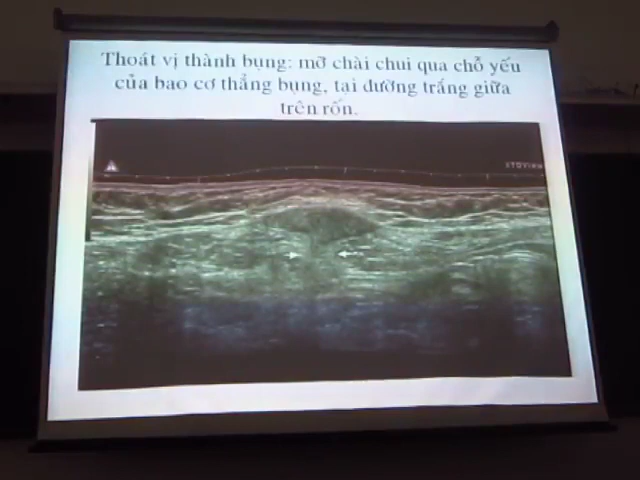 Thoát vị thành bụng: mỡ chài chui qua chỗ yếu
của bao cơ thẳng bụng, tại đường trắng giữa
trên rốn.